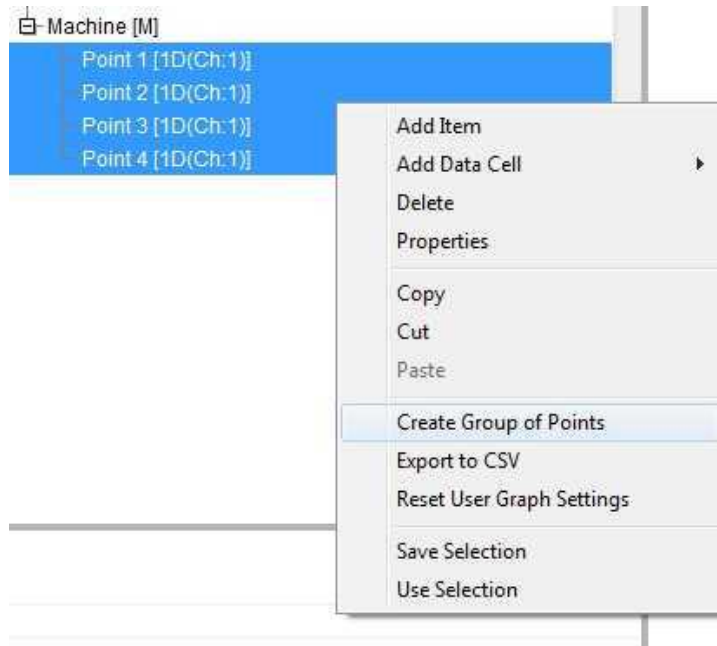 Machine [M]
Point 1 [1D(Ch:1)]
Point 2 [1D(Ch:1)]
Point 3 [1D(Ch:1)]
Point 4 [1D(Ch:1)]
Add Item
Add Data Cell
Delete
Properties
Copy
Cut
Paste
Create Group of Points
Export to CSV
Reset User Graph Settings
Save Selection
Use Selection